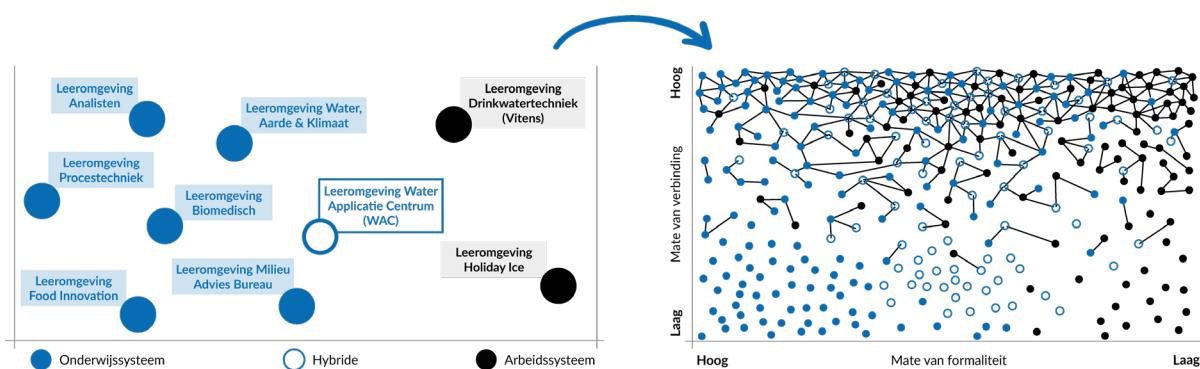 Leeromgeving
Analisten
Leeromgeving Water,
Aarde & Klimaat
Leeromgeving
Drinkwatertechniek
(Vitens)
Leeromgeving
Procestechniek
Leeromgeving
Biomedisch
Leeromgeving Water
Applicatie Centrum
(WAC)
Leeromgeving
Food Innovation
Leeromgeving Milieu
Advies Bureau
Leeromgeving
Holiday Ice
Onderwijssysteem
Hybride
Arbeidssysteem
Hoog
Mate van verbinding
Laag
Hoog
Mate van formaliteit
Laag